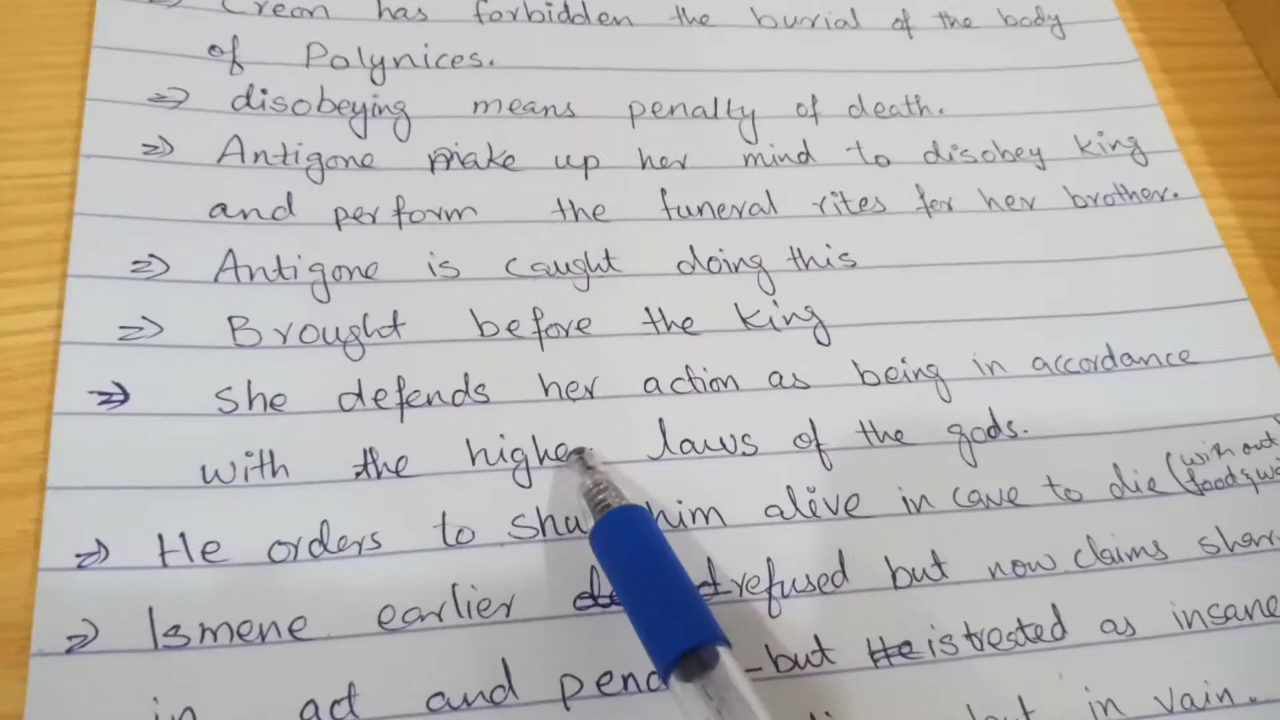 => Creon has forbidden the burial of the body
of Polynices.
=> disobeying means penalty of death.
=> Antigone make up her mind to disobey king
and perform the funeral rites for her brother.
=> Antigone is caught doing this
=> Brought before the king
=> she defends her action as being in accordance
with the higher laws of the gods.
=> He orders to him alive in cave to die (without
=> Ismene earlier refused but now claims
in act and but is treated as insane
but in vain.